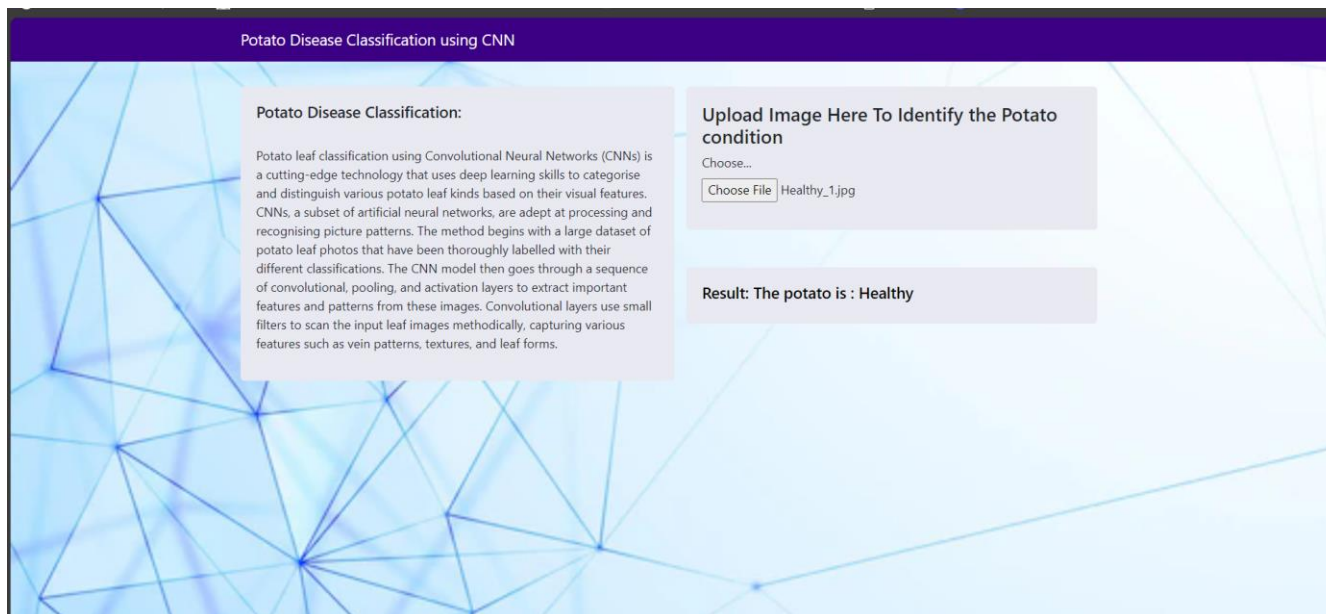 Potato Disease Classification using CNN
Potato Disease Classification:
Potato leaf classification using Convolutional Neural Networks (CNNs) is
a cutting-edge technology that uses deep learning skills to categorise
and distinguish various potato leaf kinds based on their visual features.
CNNs, a subset of artificial neural networks, are adept at processing and
recognising picture patterns. The method begins with a large dataset of
potato leaf photos that have been thoroughly labelled with their
different classifications. The CNN model then goes through a sequence
of convolutional, pooling, and activation layers to extract important
features and patterns from these images. Convolutional layers use small
filters to scan the input leaf images methodically, capturing various
features such as vein patterns, textures, and leaf forms.
Upload Image Here To Identify the Potato
condition
Choose...
Choose File Healthy_1.jpg
Result: The potato is : Healthy